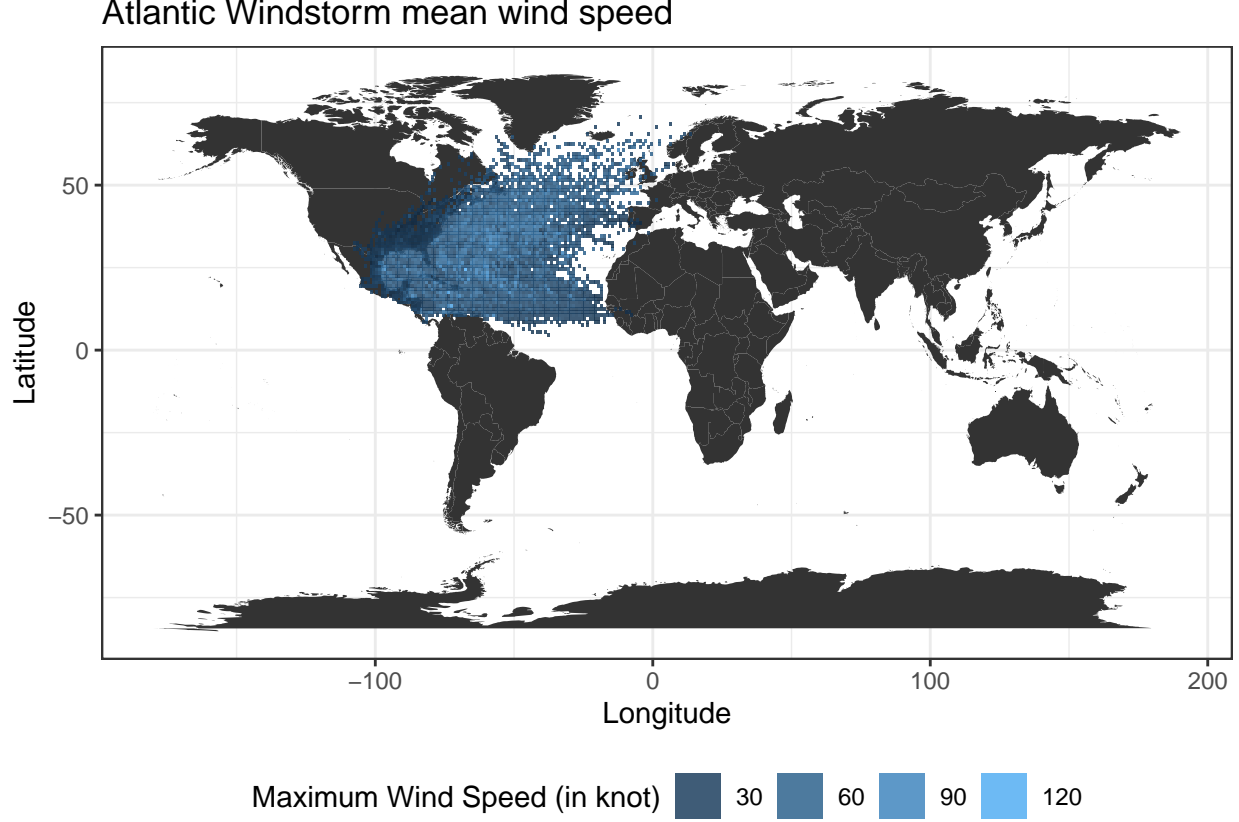 Atlantic Windstorm mean wind speed
Latitude
50
0
−50
−100
0
100
200
Longitude
Maximum Wind Speed (in knot) 30 60 90 120